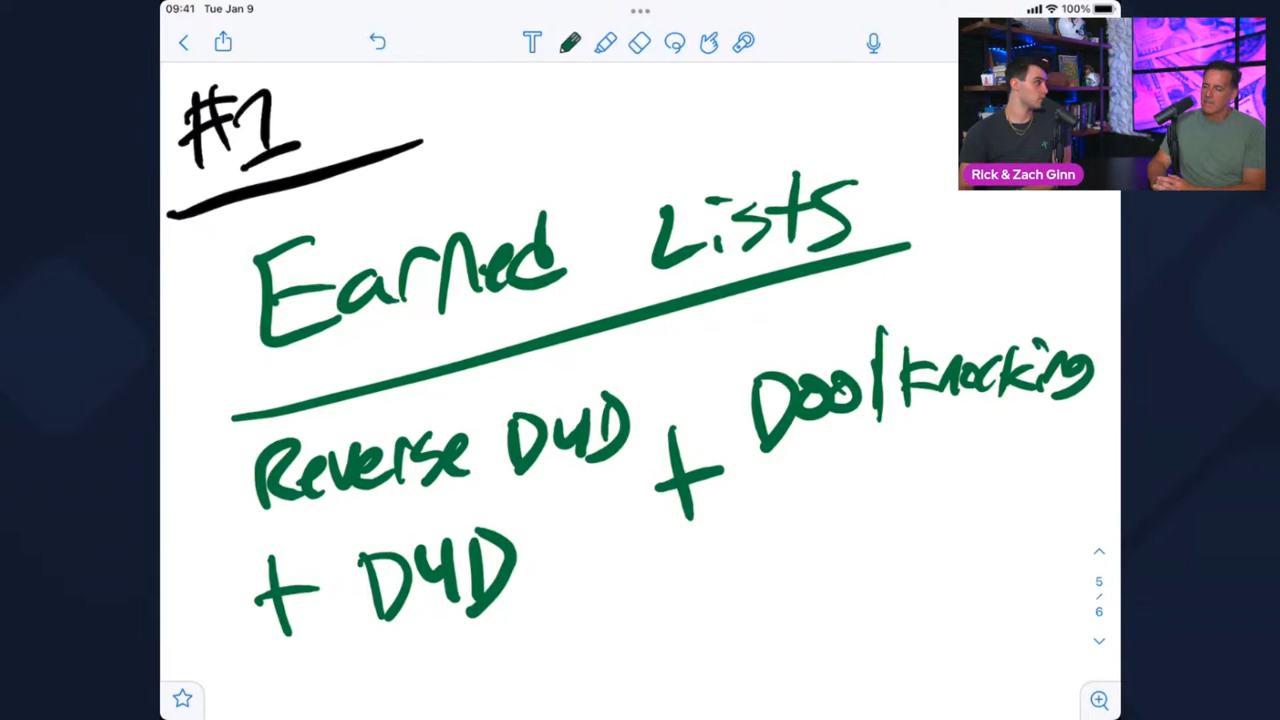 09:41 Tue Jan 9
100%
T
Rick & Zach Ginn
#1
Earned Lists
Reverse D4D + Door Knocking
+ D4D
5
/
6